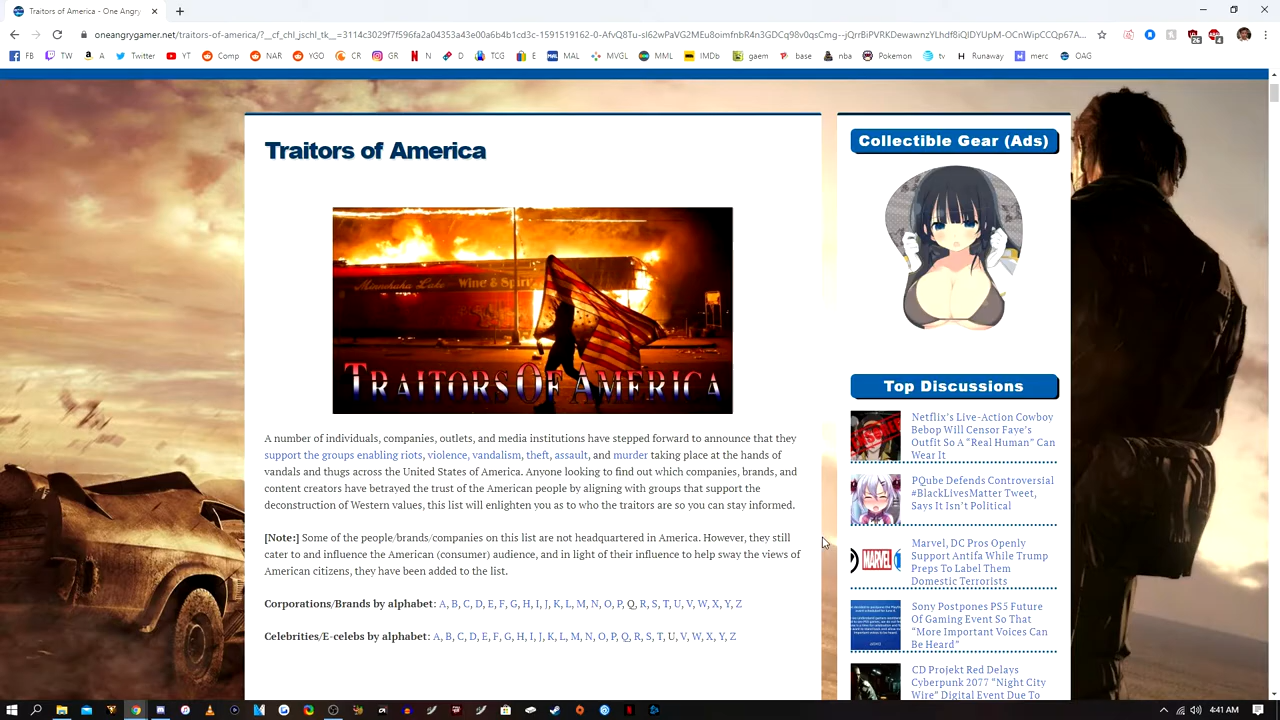 Traitors of America - One Angry
oneangrygamer.net/traitors-of-america/?__cf_chl_jschl_tk__=3114c3029f7f596fa2a04353a43e00a6b4b1cd3c-1591519162-0-
FB TW A Twitter YT Comp NAR YGO CR GR N D TCG E MAL MVGL MML IMDb gaem base nba Pokemon tv Runaway merc OAG
Traitors of America
Minnehaha Lake Wine & Spirits
TRAITORS OF AMERICA
A number of individuals, companies, outlets, and media institutions have stepped forward to announce that they
support the groups enabling riots, violence, vandalism, theft, assault, and murder taking place at the hands of
vandals and thugs across the United States of America. Anyone looking to find out which companies, brands, and
content creators have betrayed the trust of the American people by aligning with groups that support the
deconstruction of Western values, this list will enlighten you as to who the traitors are so you can stay informed.
[Note:] Some of the people/brands/companies on this list are not headquartered in America. However, they still
cater to and influence the American (consumer) audience, and in light of their influence to help sway the views of
American citizens, they have been added to the list.
Corporations/Brands by alphabet: A, B, C, D, E, F, G, H, I, J, K, L, M, N, O, P, Q, R, S, T, U, V, W, X, Y, Z
Celebrities/E-celebs by alphabet: A, B, C, D, E, F, G, H, I, J, K, L, M, N, O, P, Q, R, S, T, U, V, W, X, Y, Z
Collectible Gear (Ads)
Top Discussions
Netflix's Live-Action Cowboy
Bebop Will Censor Faye's
Outfit So A "Real Human" Can
Wear It
PQube Defends Controversial
#BlackLivesMatter Tweet,
Says It Isn't Political
MARVEL
Marvel, DC Pros Openly
Support Antifa While Trump
Preps To Label Them
Domestic Terrorists
Sony Postpones PS5 Future
Of Gaming Event So That
"More Important Voices Can
Be Heard"
CD Projekt Red Delays
Cyberpunk 2077 "Night City
Wire" Digital Event Due To
4:41 AM